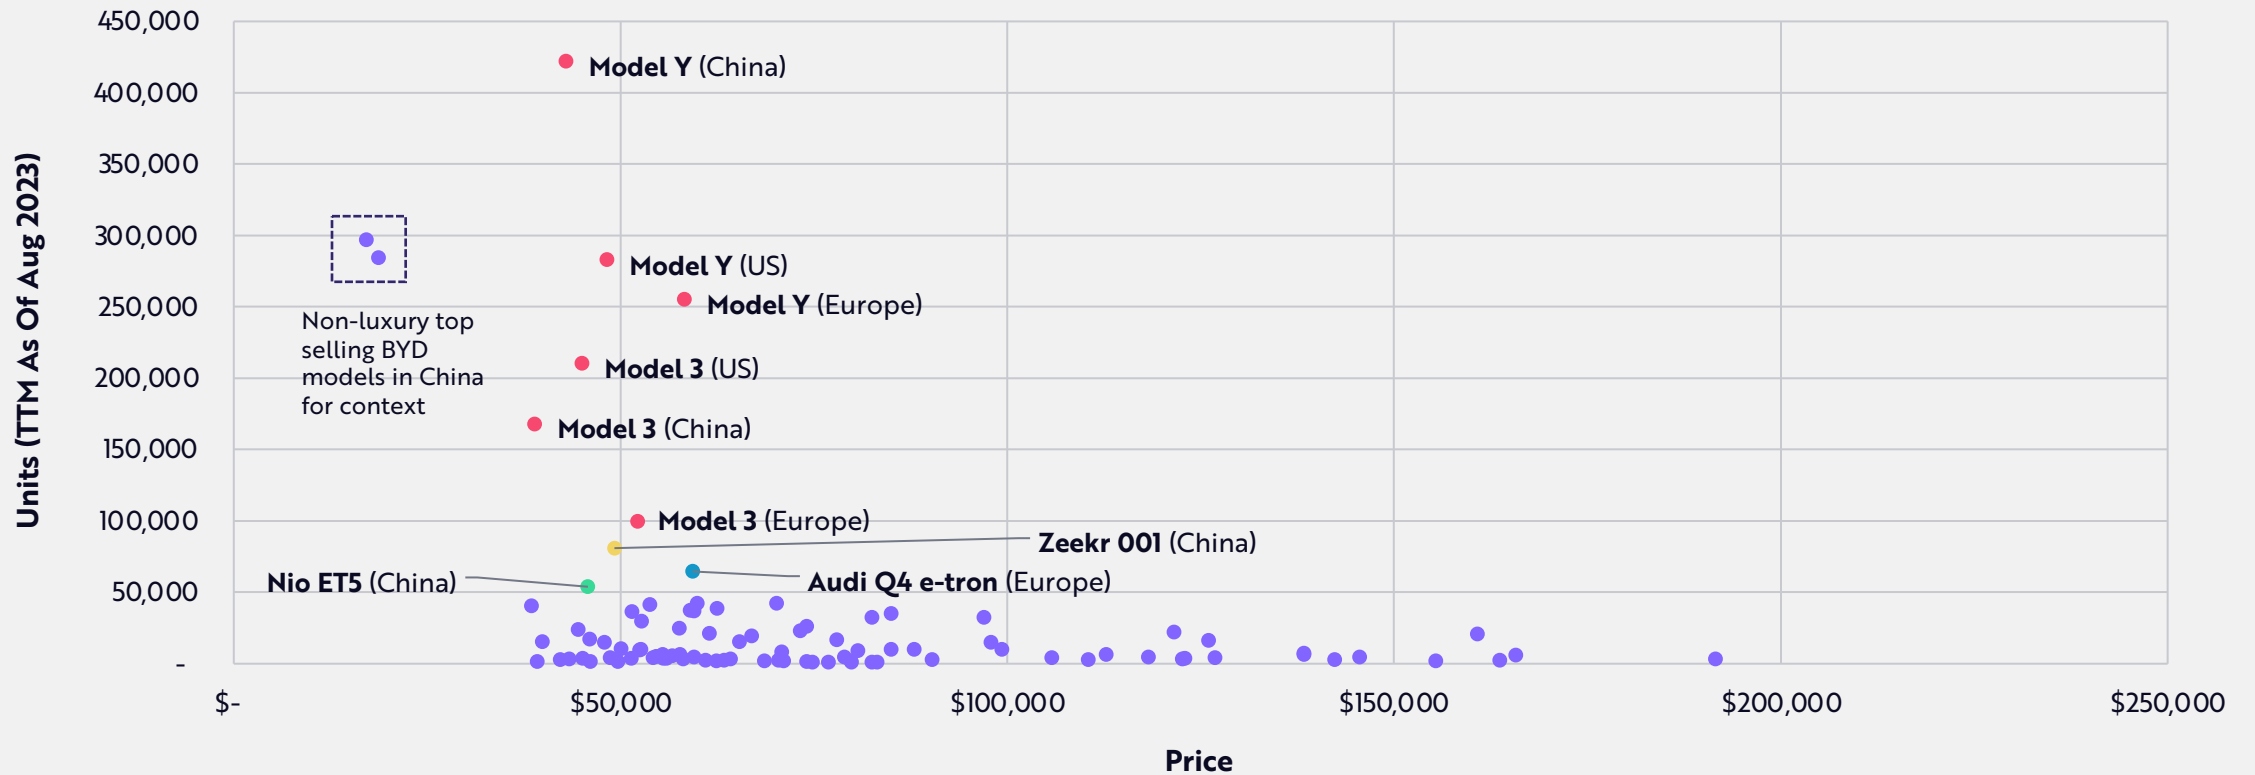 450,000
Model Y (China)
400,000
350,000
300,000
Model Y (US)
250,000
Model Y (Europe)
Non-luxury top
selling BYD
models in China
for context
200,000
Model 3 (US)
Model 3 (China)
150,000
100,000
Model 3 (Europe)
Zeekr 001 (China)
Nio ET5 (China)
Audi Q4 e-tron (Europe)
50,000
-
Units (TTM As Of Aug 2023)
$-
$50,000
$100,000
$150,000
$200,000
$250,000
Price